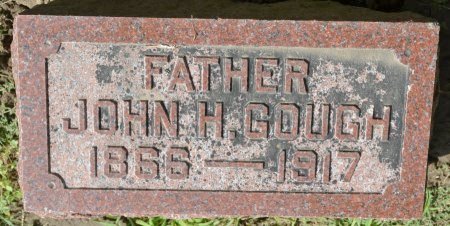 FATHER
JOHN H. GOUGH
1866 — 1917